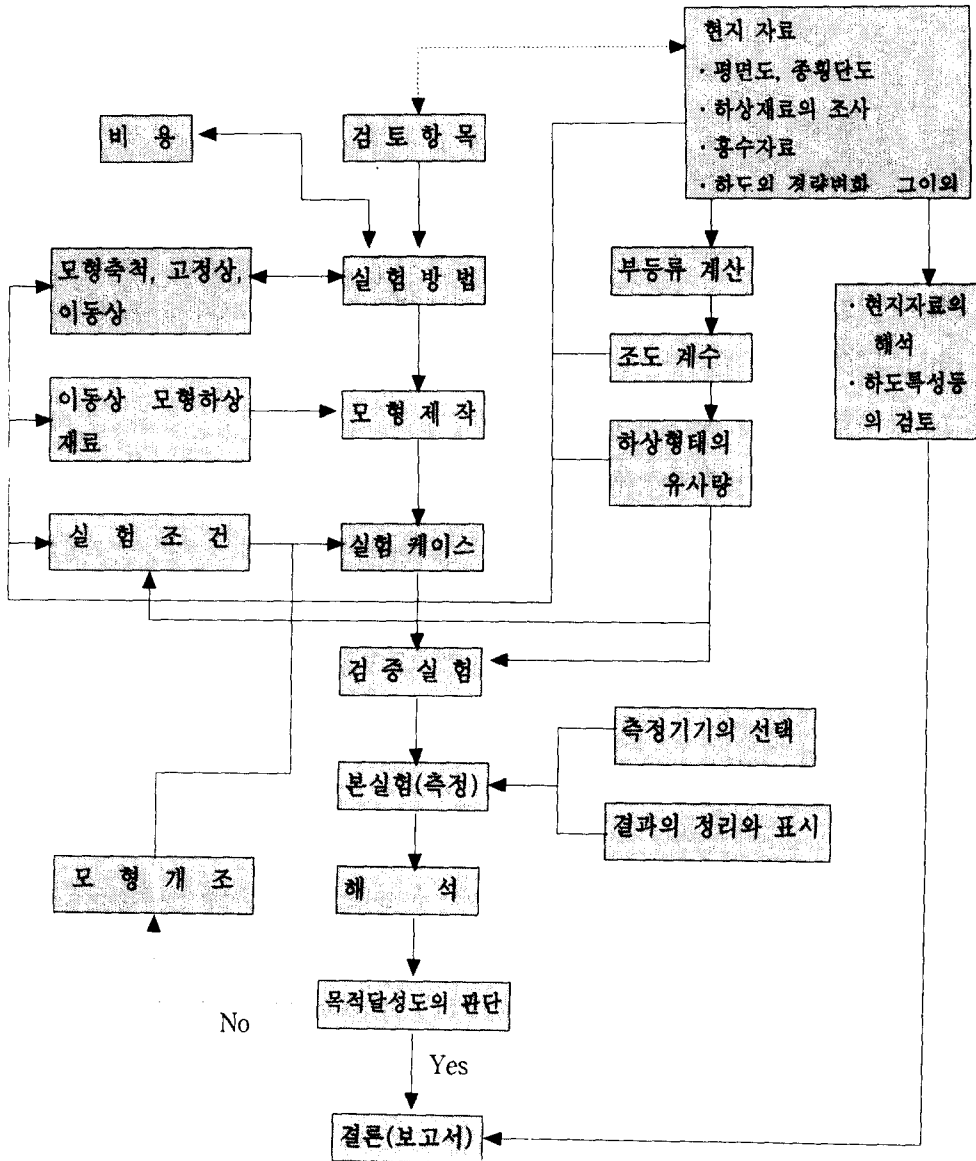 현지 자료
· 평면도, 종횡단도
· 하상재료의 조사
· 홍수자료
· 하도의 경략변화 그이외
비 용
검 토 항 목
모형축척, 고정상,
이동상
실 험 방 법
부등류 계산
· 현지자료의
해석
· 하도특성등
의 검토
조도 계수
이동상 모형하상
재료
모 형 제 작
하상형태의
유사량
실 험 조 건
실험 케이스
검 증 실 험
측정기기의 선택
본실험(측정)
결과의 정리와 표시
모 형 개 조
해 석
목적달성도의 판단
No
Yes
결론(보고서)